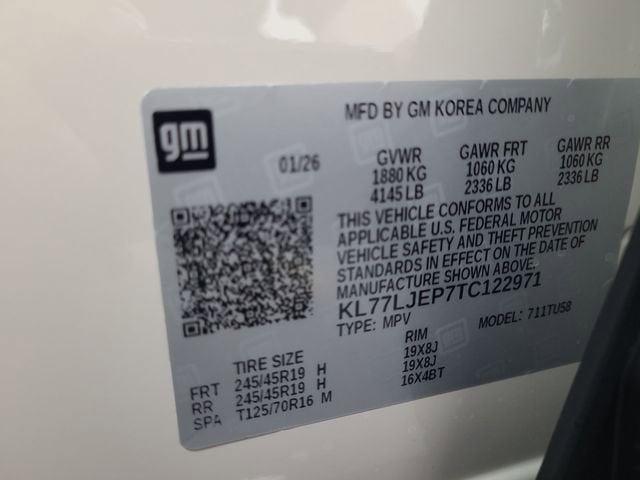 gm
MFD BY GM KOREA COMPANY
01/26
GVWR GAWR FRT GAWR RR
1880 KG 1060 KG 1060 KG
4145 LB 2336 LB 2336 LB
THIS VEHICLE CONFORMS TO ALL
APPLICABLE U.S. FEDERAL MOTOR
VEHICLE SAFETY AND THEFT PREVENTION
STANDARDS IN EFFECT ON THE DATE OF
MANUFACTURE SHOWN ABOVE.
KL77LJEP7TC122971
TYPE: MPV MODEL: 711TU58
TIRE SIZE RIM
FRT 245/45R19 H 19X8J
RR 245/45R19 H 19X8J
SPA T125/70R16 M 16X4BT